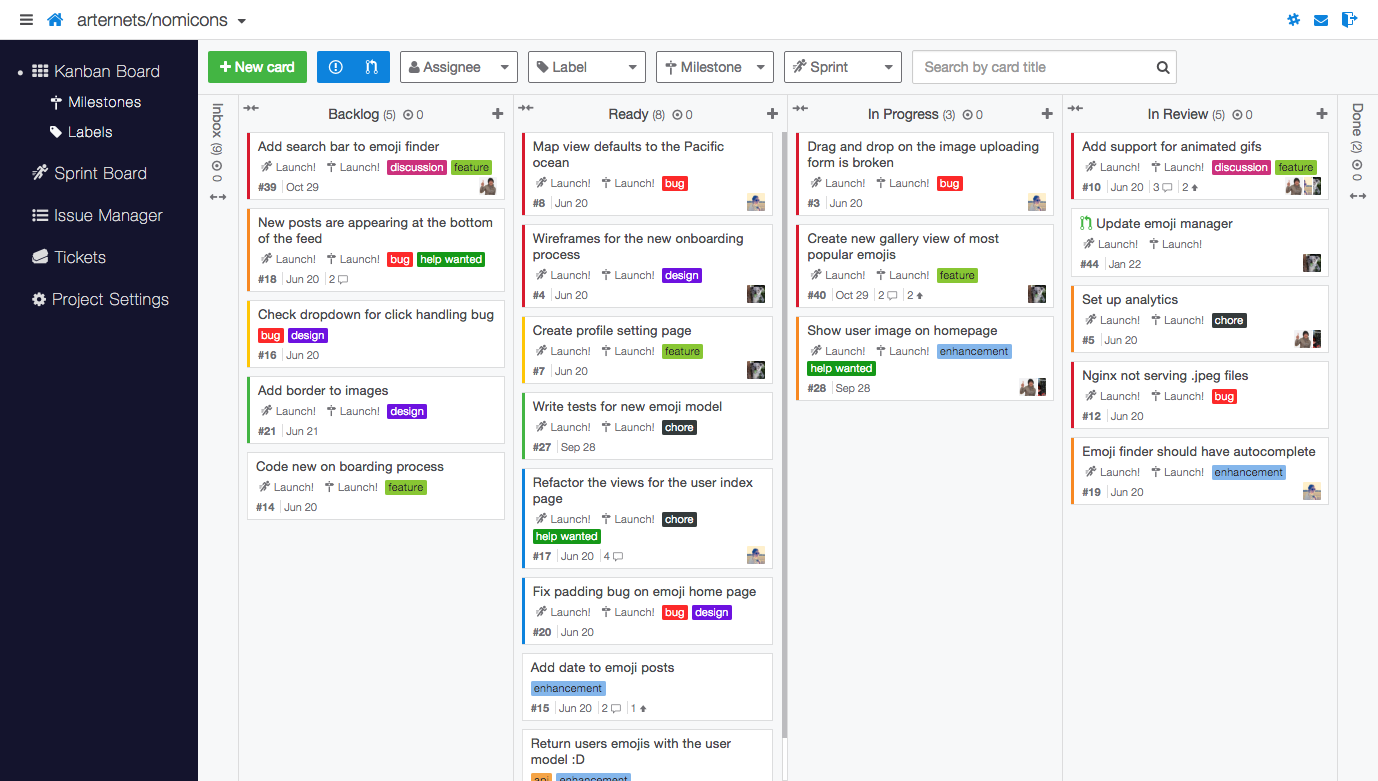 arternets/nomicons
Kanban Board
Milestones
Labels
Sprint Board
Issue Manager
Tickets
Project Settings
+ New card
Assignee
Label
Milestone
Sprint
Search by card title
Inbox (9) 0
Backlog (5) 0
Add search bar to emoji finder
Launch! Launch! discussion feature
#39 Oct 29
New posts are appearing at the bottom
of the feed
Launch! Launch! bug help wanted
#18 Jun 20 2
Check dropdown for click handling bug
bug design
#16 Jun 20
Add border to images
Launch! Launch! design
#21 Jun 21
Code new on boarding process
Launch! Launch! feature
#14 Jun 20
Ready (8) 0
Map view defaults to the Pacific
ocean
Launch! Launch! bug
#8 Jun 20
Wireframes for the new onboarding
process
Launch! Launch! design
#4 Jun 20
Create profile setting page
Launch! Launch! feature
#7 Jun 20
Write tests for new emoji model
Launch! Launch! chore
#27 Sep 28
Refactor the views for the user index
page
Launch! Launch! chore
help wanted
#17 Jun 20 4
Fix padding bug on emoji home page
Launch! Launch! bug design
#20 Jun 20
Add date to emoji posts
enhancement
#15 Jun 20 2 1
Return users emojis with the user
model :D
api enhancement
In Progress (3) 0
Drag and drop on the image uploading
form is broken
Launch! Launch! bug
#3 Jun 20
Create new gallery view of most
popular emojis
Launch! Launch! feature
#40 Oct 29 2 2
Show user image on homepage
Launch! Launch! enhancement
help wanted
#28 Sep 28
In Review (5) 0
Add support for animated gifs
Launch! Launch! discussion feature
#10 Jun 20 3 2
Update emoji manager
Launch! Launch!
#44 Jan 22
Set up analytics
Launch! Launch! chore
#5 Jun 20
Nginx not serving .jpeg files
Launch! Launch! bug
#12 Jun 20
Emoji finder should have autocomplete
Launch! Launch! enhancement
#19 Jun 20
Done (2) 0